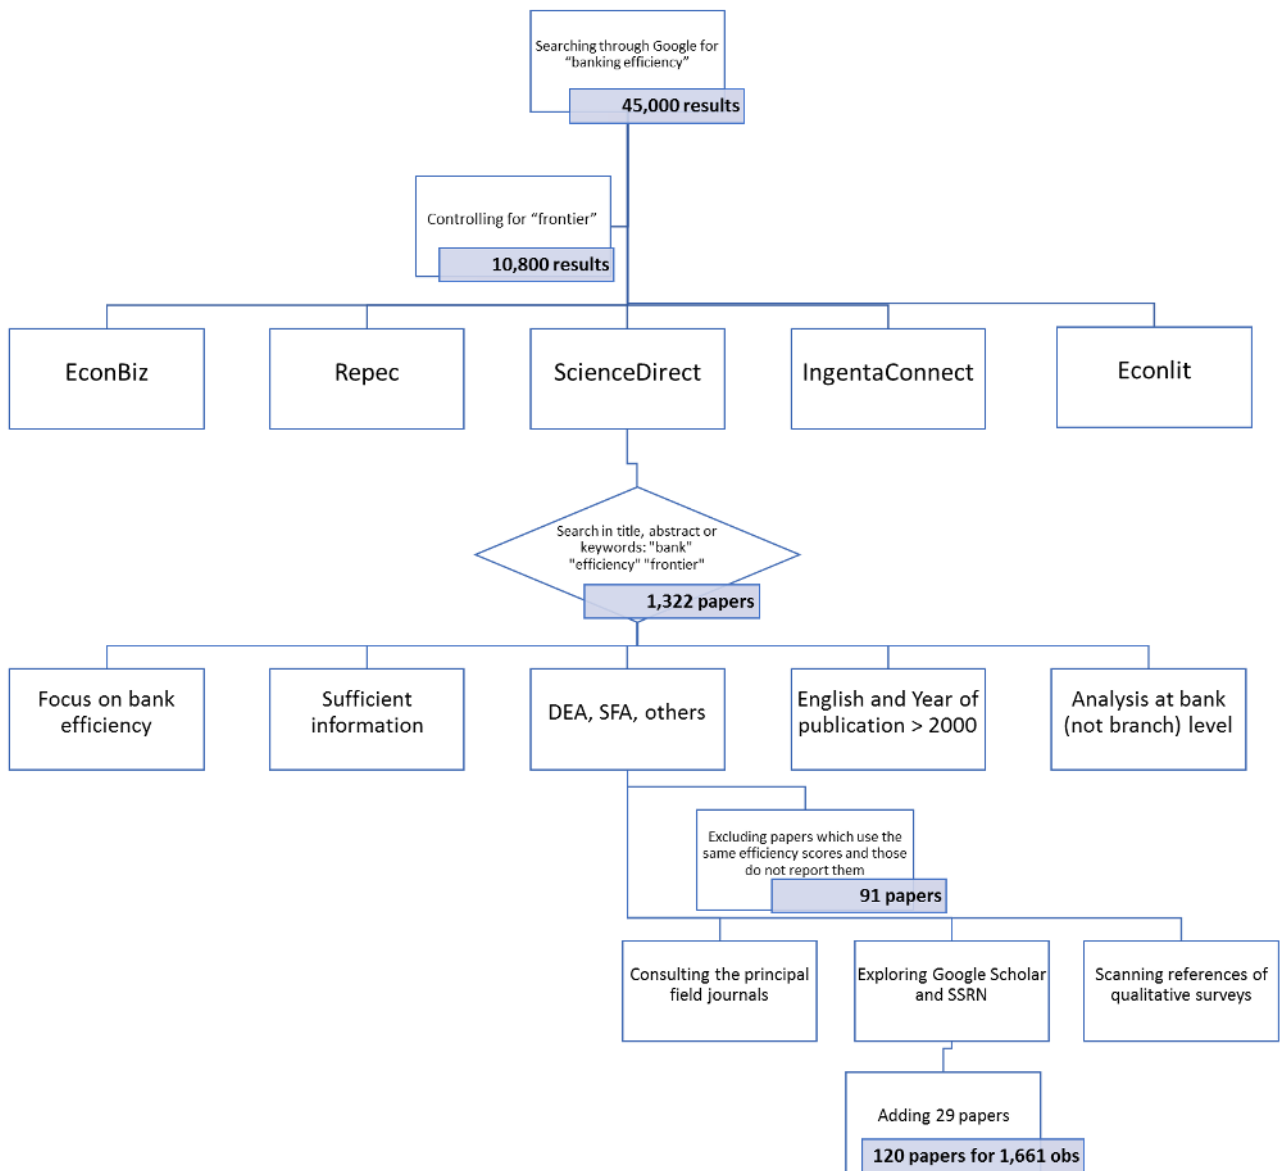 Searching through Google for
“banking efficiency”
45,000 results
Controlling for “frontier”
10,800 results
EconBiz
Repec
ScienceDirect
IngentaConnect
Econlit
Search in title, abstract or
keywords: "bank"
"efficiency" "frontier"
1,322 papers
Focus on bank
efficiency
Sufficient
information
DEA, SFA, others
English and Year of
publication > 2000
Analysis at bank
(not branch) level
Excluding papers which use the
same efficiency scores and those
do not report them
91 papers
Consulting the principal
field journals
Exploring Google Scholar
and SSRN
Scanning references of
qualitative surveys
Adding 29 papers
120 papers for 1,661 obs